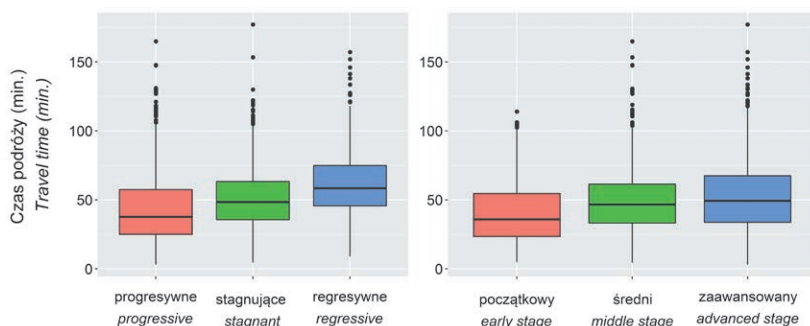 Czas podróży (min.)
Travel time (min.)
150
100
50
0
progresywne
progressive
stagnujące
stagnant
regresywne
regressive
150
100
50
0
początkowy
early stage
średni
middle stage
zaawansowany
advanced stage